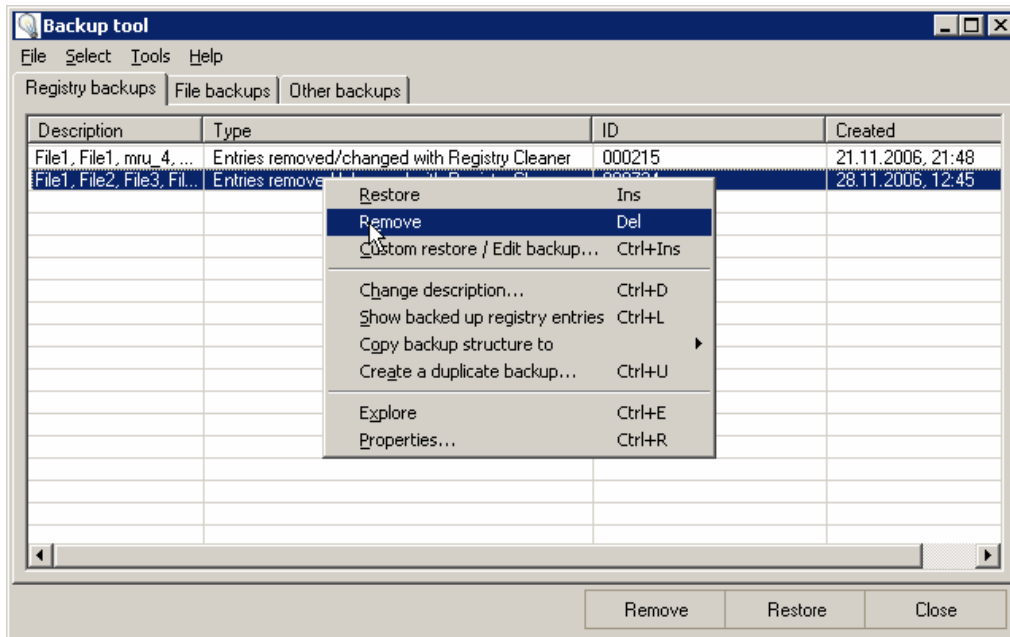 Backup tool
File Select Tools Help
Registry backups File backups Other backups
Description Type ID Created
File1, File1, mru_4, ... Entries removed/changed with Registry Cleaner 000215 21.11.2006, 21:48
File1, File2, File3, Fil... Entries 28.11.2006, 12:45
Restore Ins
Remove Del
Custom restore / Edit backup... Ctrl+Ins
Change description... Ctrl+D
Show backed up registry entries Ctrl+L
Copy backup structure to
Create a duplicate backup... Ctrl+U
Explore Ctrl+E
Properties... Ctrl+R
Remove Restore Close